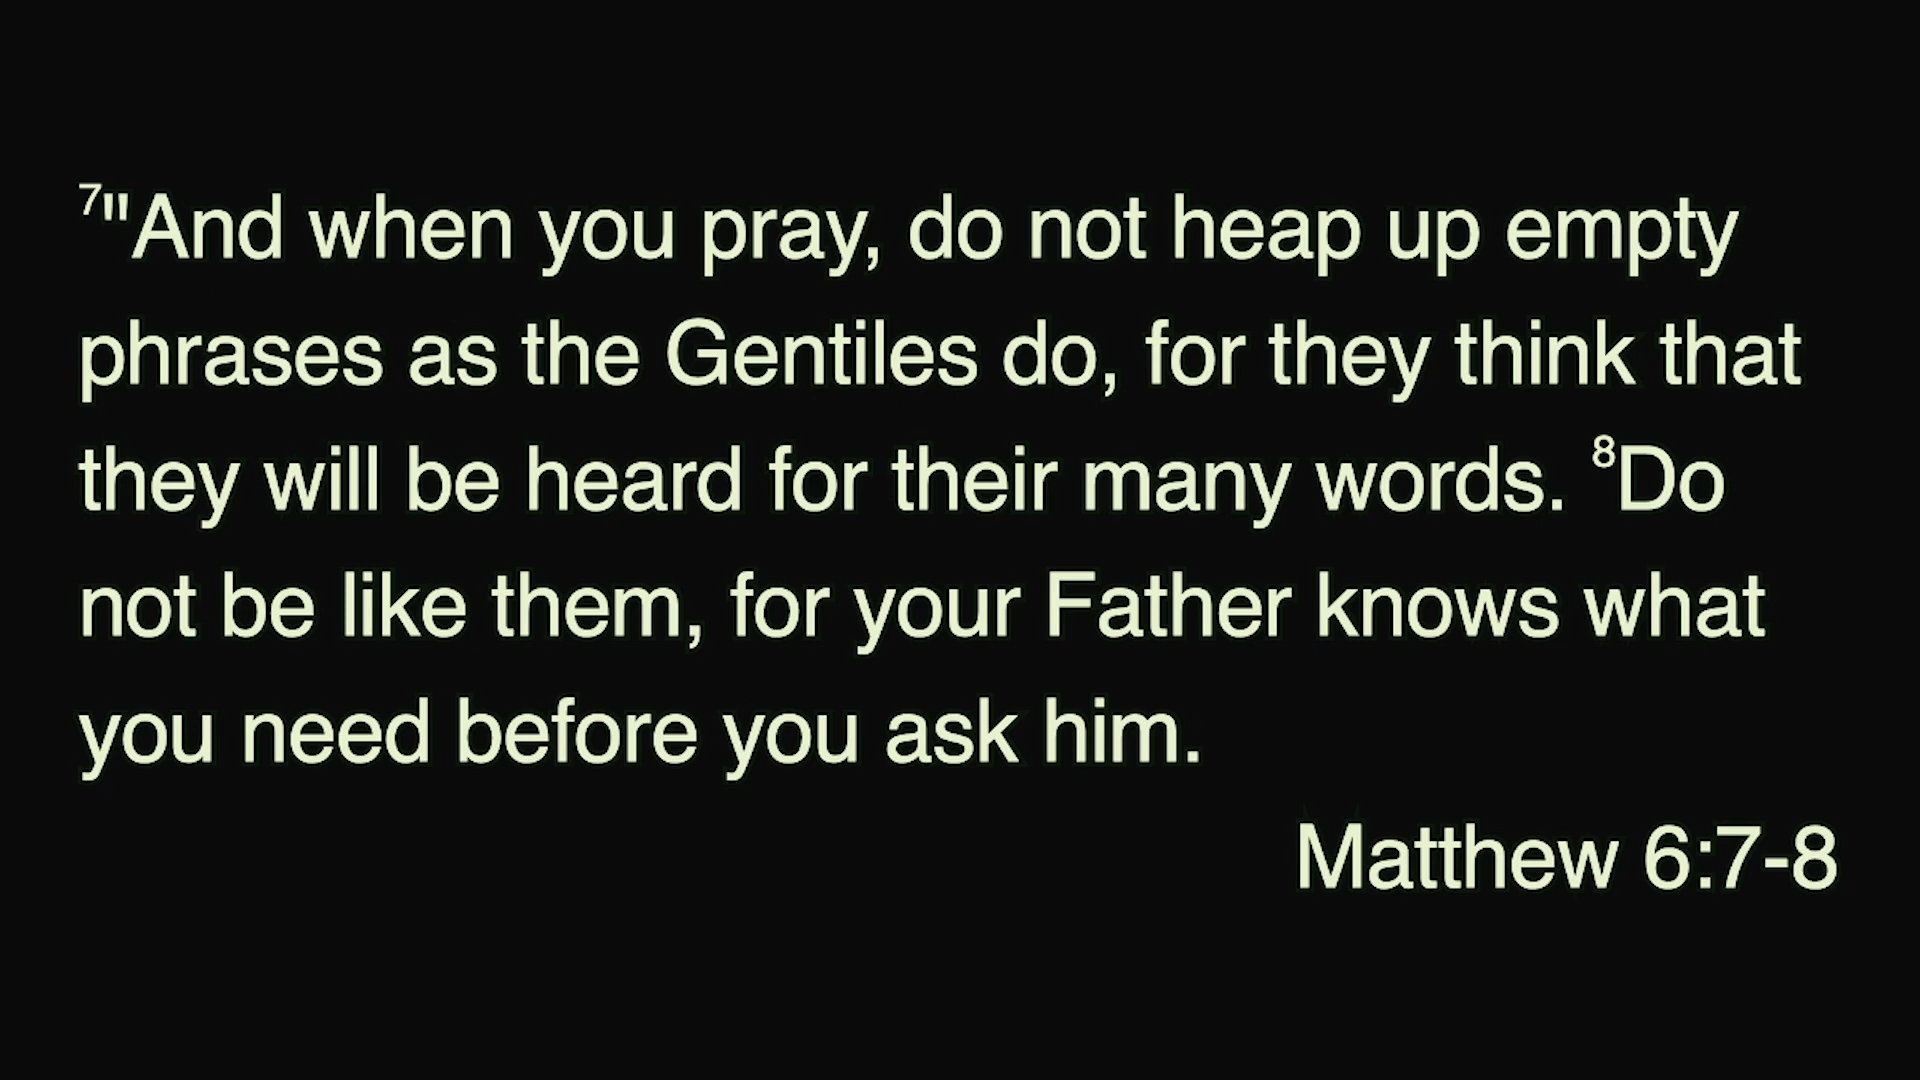 ⁷"And when you pray, do not heap up empty
phrases as the Gentiles do, for they think that
they will be heard for their many words. ⁸Do
not be like them, for your Father knows what
you need before you ask him.
Matthew 6:7-8